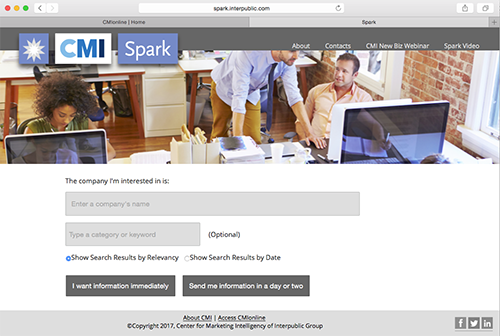 spark.interpublic.com
CMIonline | Home
Spark
CMI Spark
About Contacts CMI New Biz Webinar Spark Video
The company I'm interested in is:
Enter a company's name
Type a category or keyword (Optional)
Show Search Results by Relevancy Show Search Results by Date
I want information immediately Send me information in a day or two
About CMI | Access CMIonline
©Copyright 2017, Center for Marketing Intelligency of Interpublic Group